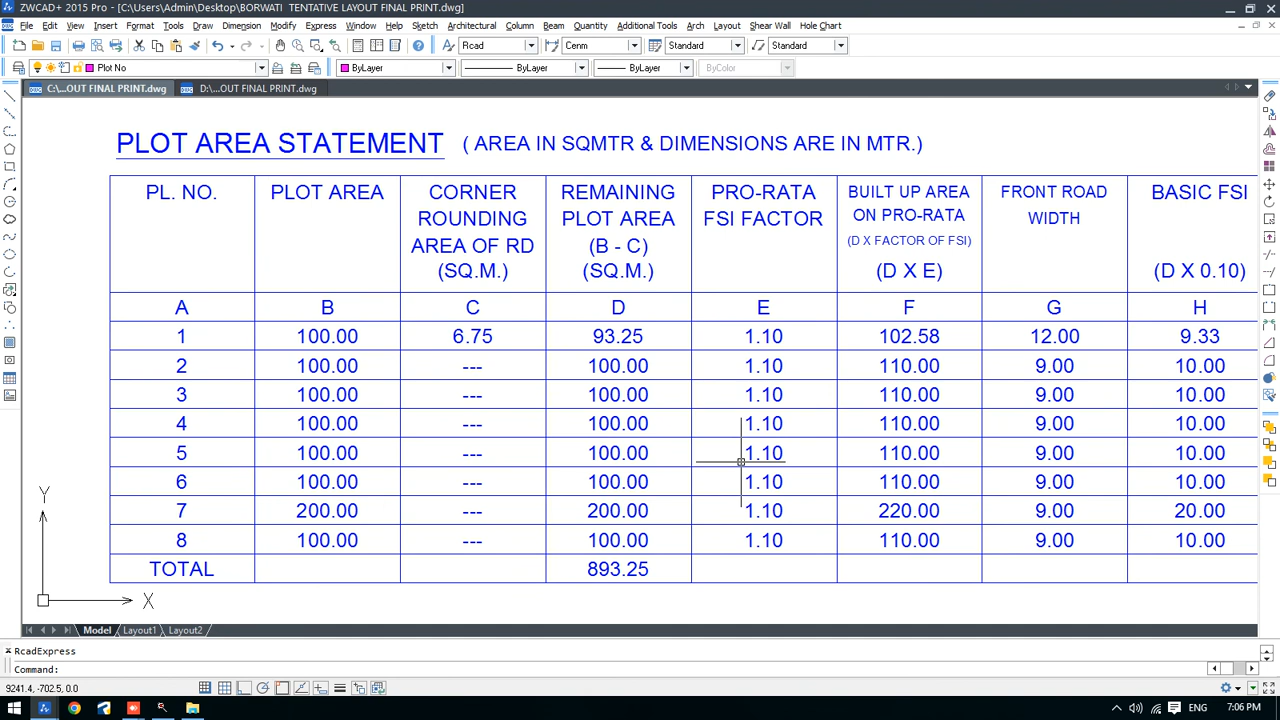 ZWCAD+ 2015 Pro - [C:\Users\Admin\Desktop\BORWATI TENTATIVE LAYOUT FINAL PRINT.dwg]
File Edit View Insert Format Tools Draw Dimension Modify Express Window Help Sketch Architectural Column Beam Quantity Additional Tools Arch Layout Shear Wall Hole Chart
Rcad Cenm Standard Standard
Plot No ByLayer ByLayer ByLayer ByColor
C:\...OUT FINAL PRINT.dwg D:\...OUT FINAL PRINT.dwg
PLOT AREA STATEMENT ( AREA IN SQMTR & DIMENSIONS ARE IN MTR.)
PL. NO. PLOT AREA CORNER REMAINING PRO-RATA BUILT UP AREA FRONT ROAD BASIC FSI
ROUNDING PLOT AREA FSI FACTOR ON PRO-RATA WIDTH
AREA OF RD (B - C) (D X FACTOR OF FSI)
(SQ.M.) (SQ.M.) (D X E) (D X 0.10)
A B C D E F G H
1 100.00 6.75 93.25 1.10 102.58 12.00 9.33
2 100.00 --- 100.00 1.10 110.00 9.00 10.00
3 100.00 --- 100.00 1.10 110.00 9.00 10.00
4 100.00 --- 100.00 1.10 110.00 9.00 10.00
5 100.00 --- 100.00 1.10 110.00 9.00 10.00
6 100.00 --- 100.00 1.10 110.00 9.00 10.00
7 200.00 --- 200.00 1.10 220.00 9.00 20.00
8 100.00 --- 100.00 1.10 110.00 9.00 10.00
TOTAL 893.25
Y
X
Model Layout1 Layout2
RcadExpress
Command:
9241.4, -702.5, 0.0
ENG 7:06 PM